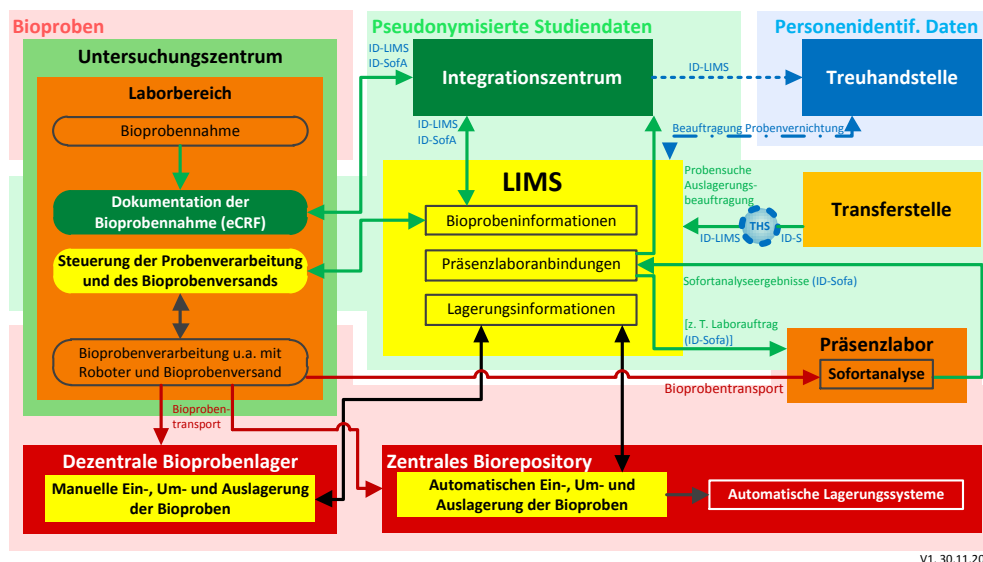 Bioproben
Pseudonymisierte Studiendaten
Personenidentif. Daten
Untersuchungszentrum
Laborbereich
Bioprobennahme
Dokumentation der
Bioprobennahme (eCRF)
Steuerung der Probenverarbeitung
und des Bioprobenversands
Bioprobenverarbeitung u.a. mit
Roboter und Bioprobenversand
ID-LIMS
ID-SofA
Integrationszentrum
ID-LIMS
Treuhandstelle
ID-LIMS
ID-SofA
Beauftragung Probenvernichtung
LIMS
Bioprobeninformationen
Präsenzlaboranbindungen
Lagerungsinformationen
Probensuche
Auslagerungs-
beauftragung
THS
ID-LIMS
ID-S
Transferstelle
Sofortanalyseergebnisse (ID-Sofa)
[z. T. Laborauftrag
(ID-Sofa)]
Präsenzlabor
Sofortanalyse
Bioprobentransport
Bioproben-
transport
Dezentrale Bioprobenlager
Manuelle Ein-, Um- und Auslagerung
der Bioproben
Zentrales Biorepository
Automatischen Ein-, Um- und
Auslagerung der Bioproben
Automatische Lagerungssysteme
V1, 30.11.20